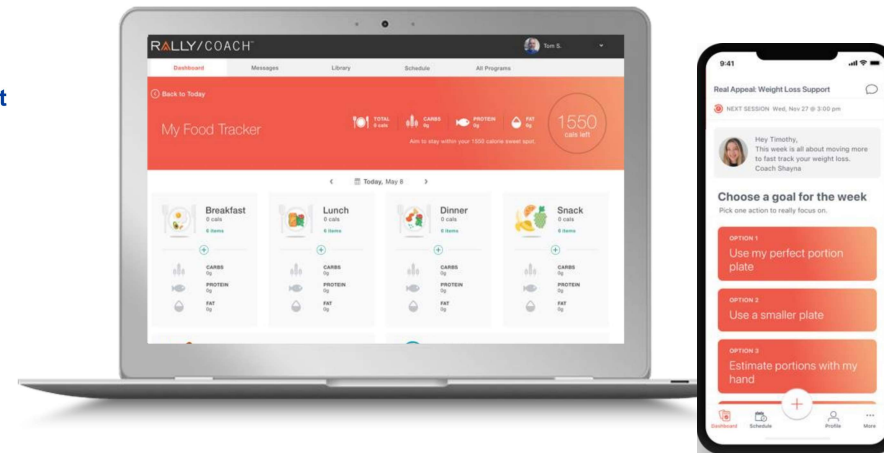 t
RALLY/COACH™
Tom S.
Dashboard Messages Library Schedule All Programs
Back to Today
My Food Tracker
TOTAL 0 cals
CARBS 0g
PROTEIN 0g
FAT 0g
1550
cals left
Aim to stay within your 1550 calorie sweet spot.
Today, May 8
Breakfast
0 cals
0 items
CARBS
0g
PROTEIN
0g
FAT
0g
Lunch
0 cals
0 items
CARBS
0g
PROTEIN
0g
FAT
0g
Dinner
0 cals
0 items
CARBS
0g
PROTEIN
0g
FAT
0g
Snack
0 cals
0 items
CARBS
0g
PROTEIN
0g
FAT
0g
9:41
Real Appeal: Weight Loss Support
NEXT SESSION Wed, Nov 27 @ 3:00 pm
Hey Timothy,
This week is all about moving more
to fast track your weight loss.
Coach Shayna
Choose a goal for the week
Pick one action to really focus on.
OPTION 1
Use my perfect portion
plate
OPTION 2
Use a smaller plate
OPTION 3
Estimate portions with my
hand
Dashboard Schedule + Profile More